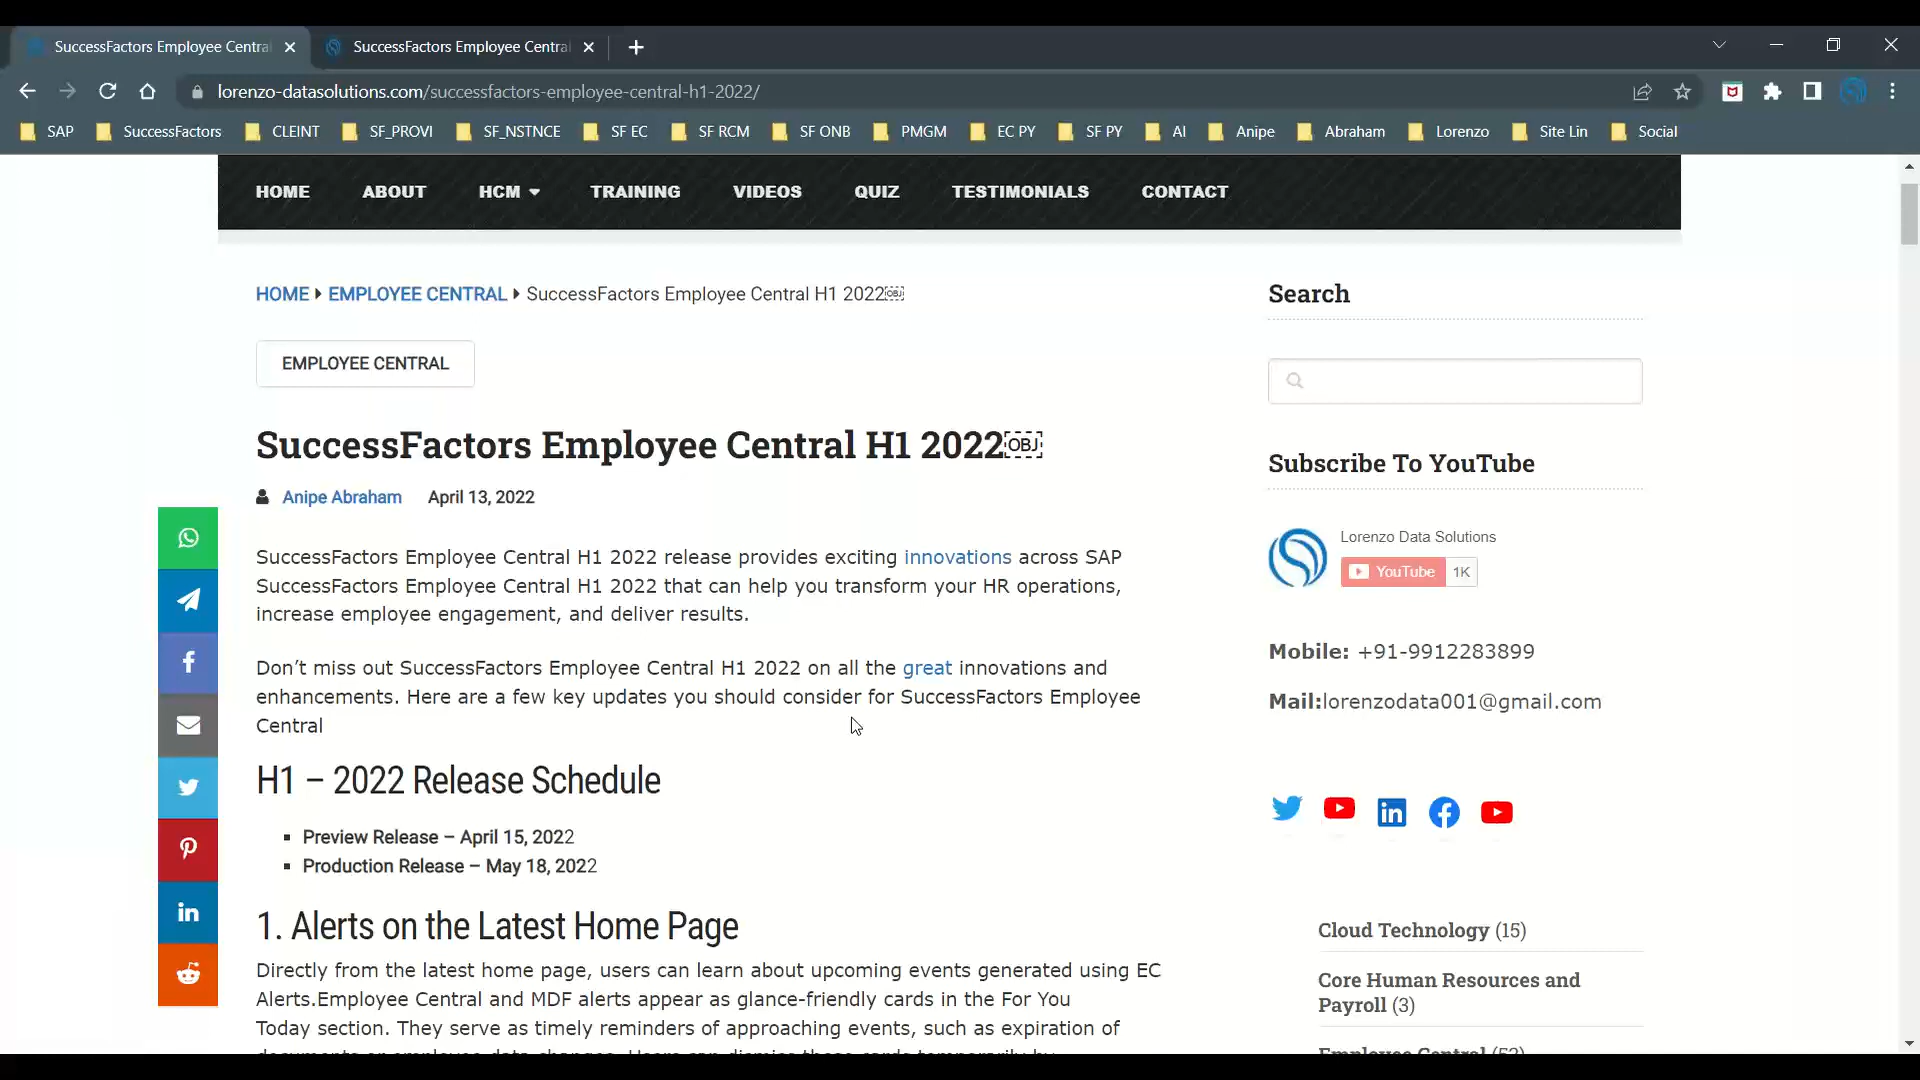 SuccessFactors Employee Centra
SuccessFactors Employee Centra
lorenzo-datasolutions.com/successfactors-employee-central-h1-2022/
SAP SuccessFactors CLEINT SF_PROVI SF_NSTNCE SF EC SF RCM SF ONB PMGM EC PY SF PY AI Anipe Abraham Lorenzo Site Lin Social
HOME ABOUT HCM TRAINING VIDEOS QUIZ TESTIMONIALS CONTACT
HOME EMPLOYEE CENTRAL SuccessFactors Employee Central H1 2022￼
EMPLOYEE CENTRAL
SuccessFactors Employee Central H1 2022￼
Anipe Abraham April 13, 2022
SuccessFactors Employee Central H1 2022 release provides exciting innovations across SAP
SuccessFactors Employee Central H1 2022 that can help you transform your HR operations,
increase employee engagement, and deliver results.
Don’t miss out SuccessFactors Employee Central H1 2022 on all the great innovations and
enhancements. Here are a few key updates you should consider for SuccessFactors Employee
Central
H1 – 2022 Release Schedule
Preview Release – April 15, 2022
Production Release – May 18, 2022
1. Alerts on the Latest Home Page
Directly from the latest home page, users can learn about upcoming events generated using EC
Alerts.Employee Central and MDF alerts appear as glance-friendly cards in the For You
Today section. They serve as timely reminders of approaching events, such as expiration of
Search
Subscribe To YouTube
Lorenzo Data Solutions
YouTube 1K
Mobile: +91-9912283899
Mail:lorenzodata001@gmail.com
Cloud Technology (15)
Core Human Resources and
Payroll (3)